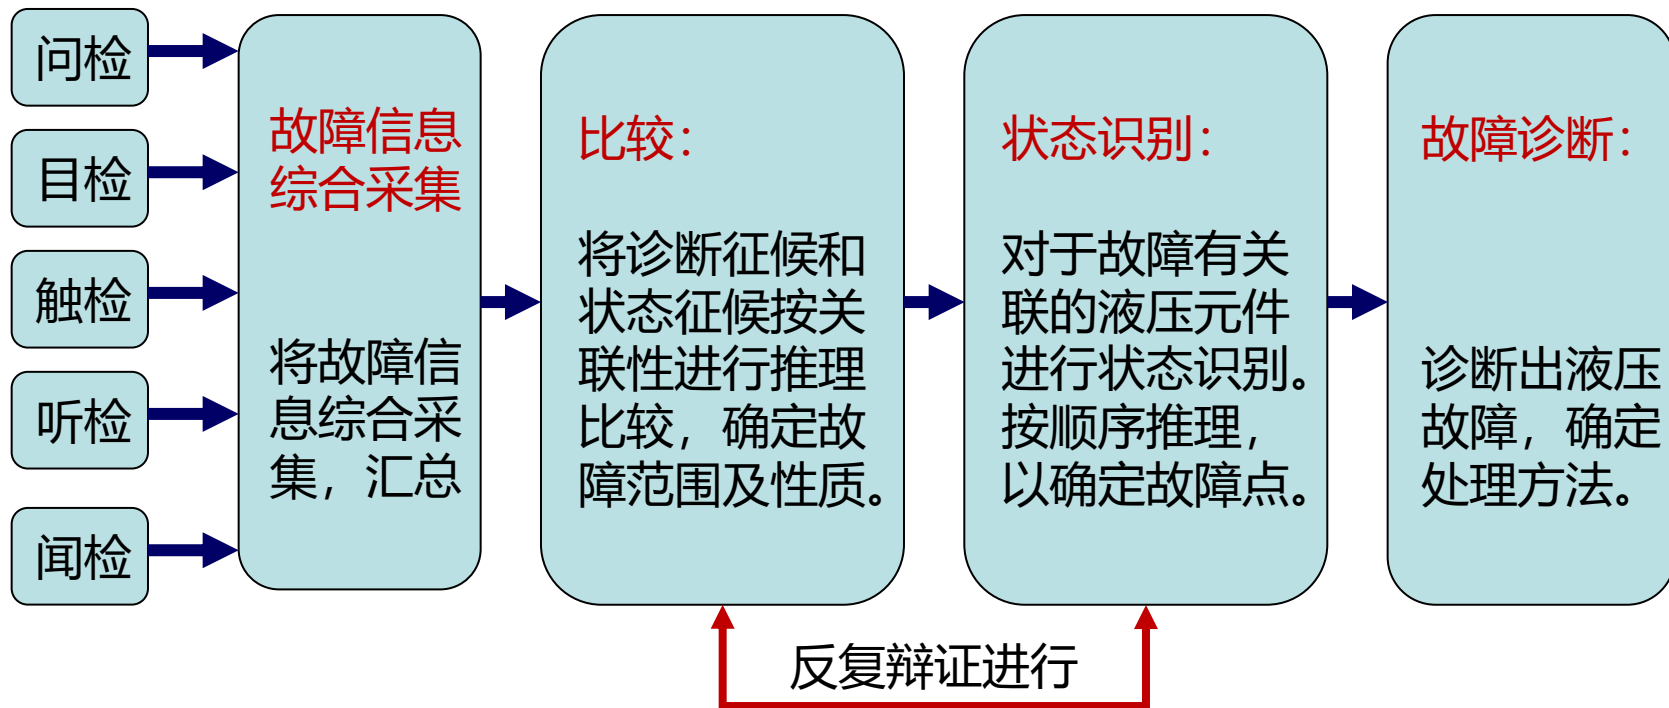 问检
目检
触检
听检
闻检
故障信息
综合采集
将故障信
息综合采
集，汇总
比较：
将诊断征候和
状态征候按关
联性进行推理
比较，确定故
障范围及性质。
状态识别：
对于故障有关
联的液压元件
进行状态识别。
按顺序推理，
以确定故障点。
故障诊断：
诊断出液压
故障，确定
处理方法。
反复辩证进行